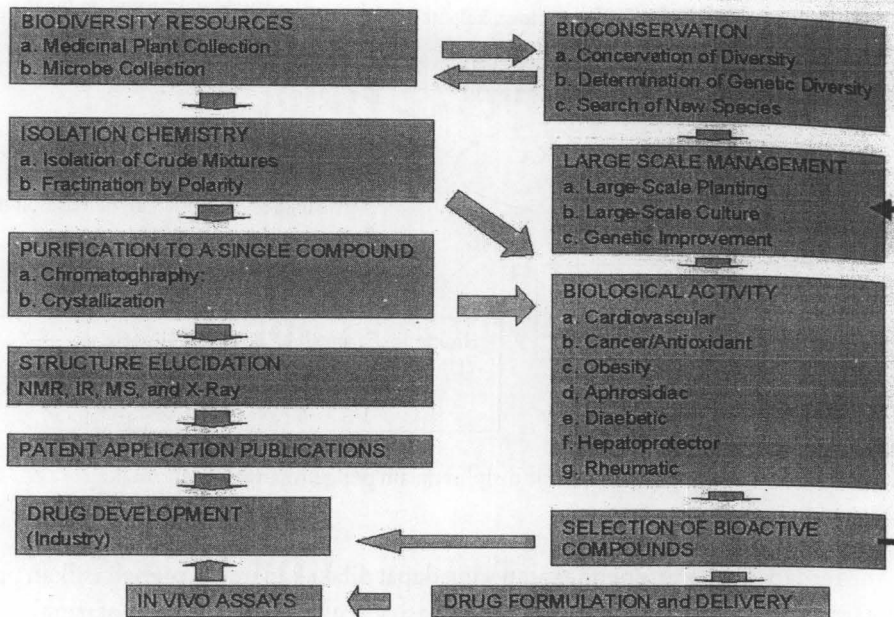 BIODIVERSITY RESOURCES
a. Medicinal Plant Collection
b. Microbe Collection
ISOLATION CHEMISTRY
a. Isolation of Crude Mixtures
b. Fractination by Polarity
PURIFICATION TO A SINGLE COMPOUND
a. Chromatoghraphy:
b. Crystallization
STRUCTURE ELUCIDATION
NMR, IR, MS, and X-Ray
PATENT APPLICATION PUBLICATIONS
DRUG DEVELOPMENT
(Industry)
IN VIVO ASSAYS
BIOCONSERVATION
a. Concervation of Diversity
b. Determination of Genetic Diversity
c. Search of New Species
LARGE SCALE MANAGEMENT
a. Large-Scale Planting
b. Large-Scale Culture
c. Genetic Improvement
BIOLOGICAL ACTIVITY
a. Cardiovascular
b. Cancer/Antioxidant
c. Obesity
d. Aphrosidiac
e. Diaebetic
f. Hepatoprotector
g. Rheumatic
SELECTION OF BIOACTIVE
COMPOUNDS
DRUG FORMULATION and DELIVERY